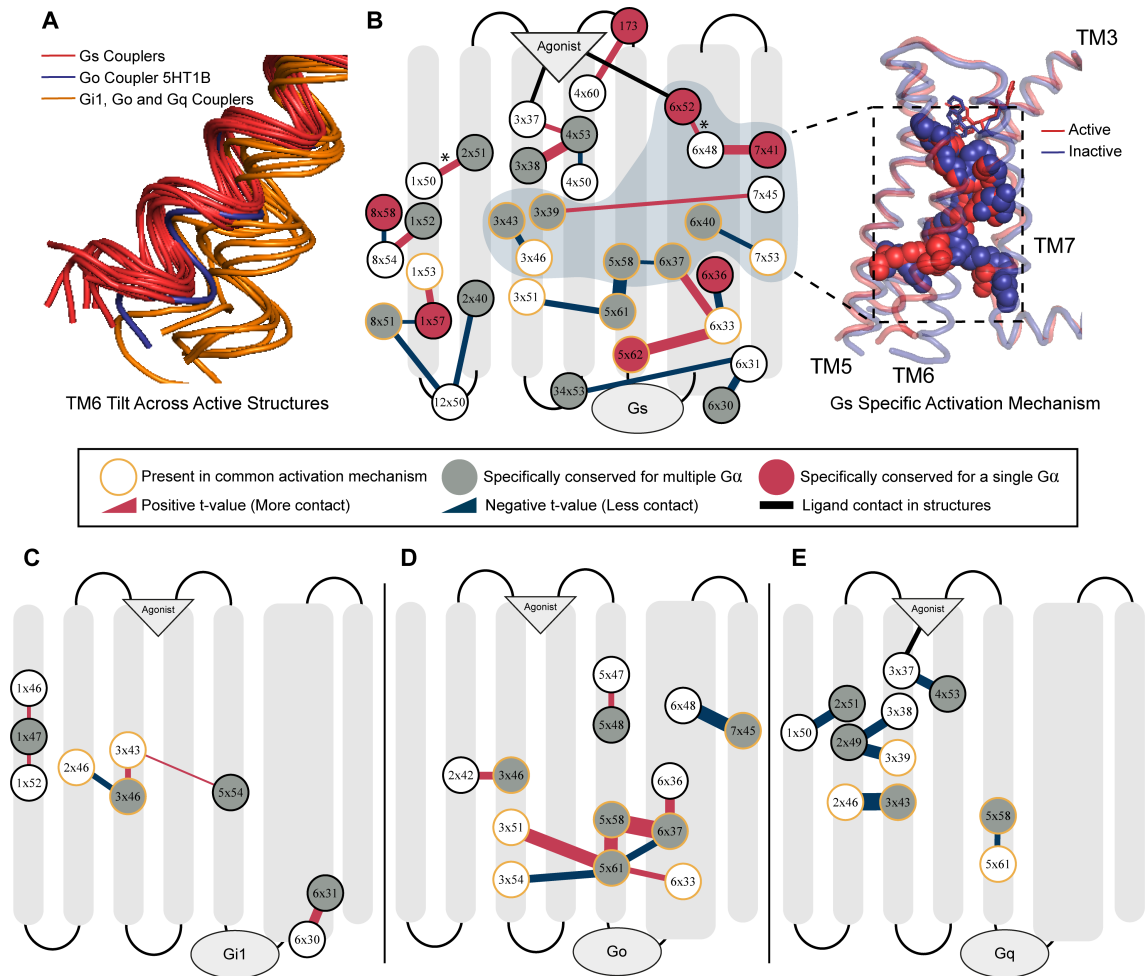 A
Gs Couplers
Go Coupler 5HT1B
Gi1, Go and Gq Couplers
TM6 Tilt Across Active Structures
B
173
Agonist
4x60
6x52
3x37
4x53
*
6x48
7x41
*
2x51
3x38
1x50
4x50
7x45
8x58
1x52
3x43
3x39
6x40
8x54
3x46
7x53
1x53
5x58
6x37
6x36
2x40
3x51
8x51
1x57
5x61
6x33
5x62
6x31
34x53
12x50
6x30
Gs
TM3
Active
Inactive
TM7
TM5
TM6
Gs Specific Activation Mechanism
Present in common activation mechanism
Specifically conserved for multiple Gα
Specifically conserved for a single Gα
Positive t-value (More contact)
Negative t-value (Less contact)
Ligand contact in structures
C
Agonist
1x46
1x47
3x43
2x46
1x52
3x46
5x54
6x31
6x30
Gi1
D
Agonist
5x47
6x48
5x48
7x45
2x42
3x46
6x36
3x51
5x58
6x37
5x61
3x54
6x33
Go
E
Agonist
3x37
4x53
2x51
3x38
1x50
2x49
3x39
2x46
3x43
5x58
5x61
Gq